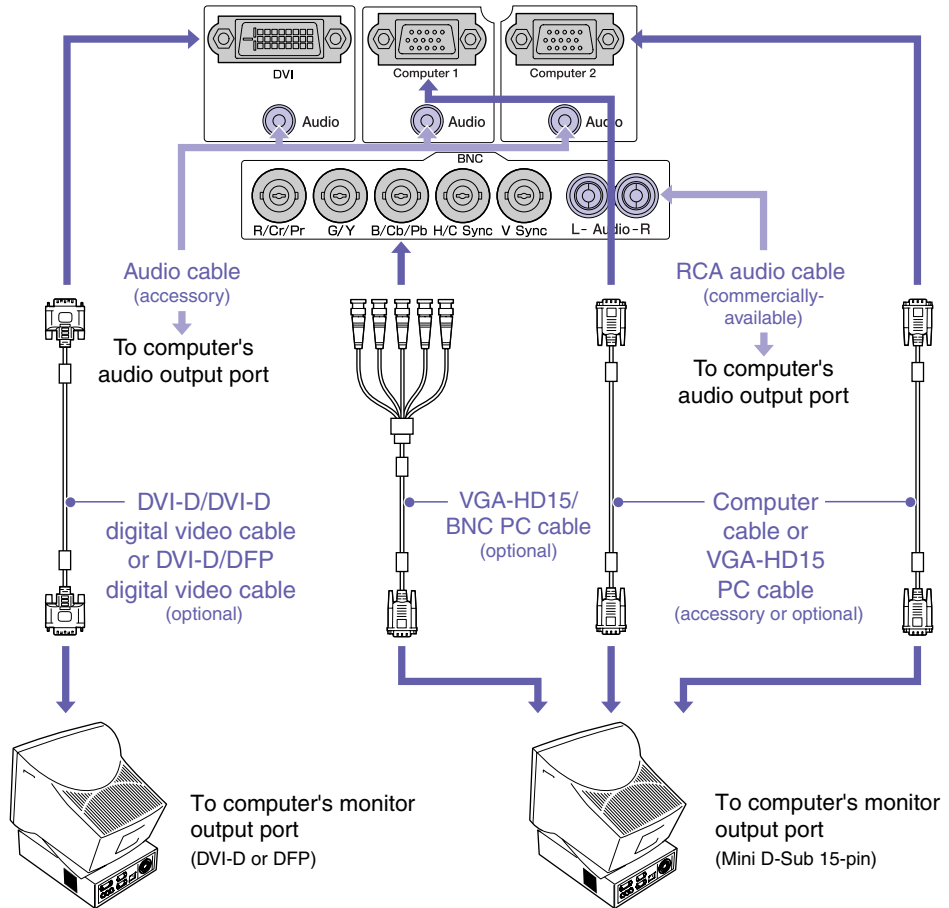 DVI
Computer 1
Computer 2
Audio
Audio
Audio
BNC
R/Cr/Pr
G/Y
B/Cb/Pb
H/C Sync
V Sync
L- Audio-R
Audio cable
(accessory)
To computer's
audio output port
RCA audio cable
(commercially-
available)
To computer's
audio output port
DVI-D/DVI-D
digital video cable
or DVI-D/DFP
digital video cable
(optional)
VGA-HD15/
BNC PC cable
(optional)
Computer
cable or
VGA-HD15
PC cable
(accessory or optional)
To computer's monitor
output port
(DVI-D or DFP)
To computer's monitor
output port
(Mini D-Sub 15-pin)